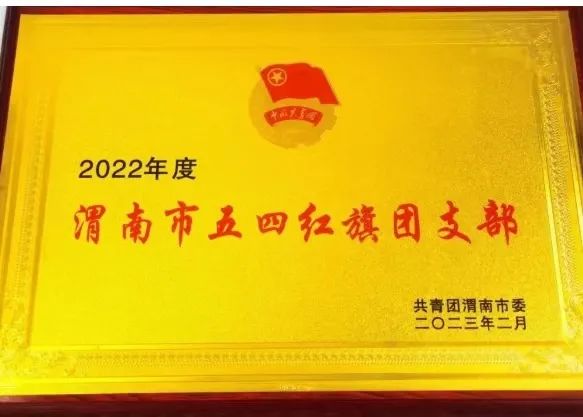 中国共青团
2022年度
渭南市五四红旗团支部
共青团渭南市委
二〇二三年二月